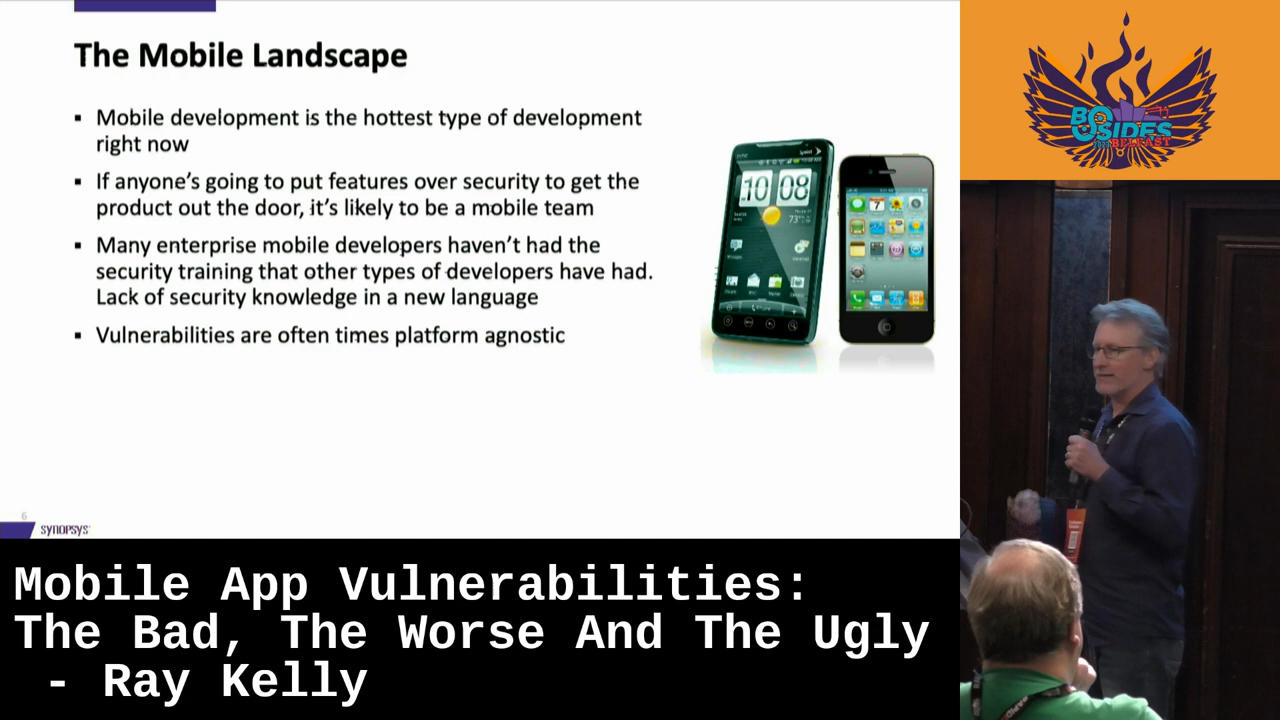 The Mobile Landscape
▪ Mobile development is the hottest type of development
right now
▪ If anyone's going to put features over security to get the
product out the door, it's likely to be a mobile team
▪ Many enterprise mobile developers haven't had the
security training that other types of developers have had.
Lack of security knowledge in a new language
▪ Vulnerabilities are often times platform agnostic
10 08
73°
7
6
SYNOPSYS
BSIDES
BELFAST
Mobile App Vulnerabilities:
The Bad, The Worse And The Ugly
- Ray Kelly